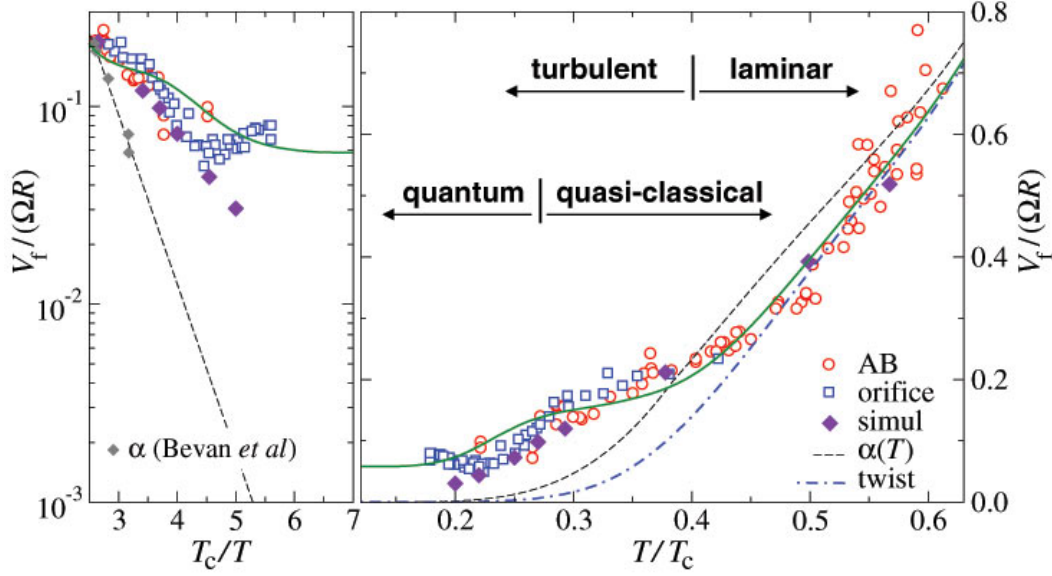 turbulent
laminar
quantum
quasi-classical
V_f/(ΩR)
10^-1
10^-2
10^-3
α (Bevan et al)
3 4 5 6 7
T_c/T
0.2 0.3 0.4 0.5 0.6
T/T_c
0.8
0.6
0.4
0.2
0.0
V_f/(ΩR)
AB
orifice
simul
α(T)
twist